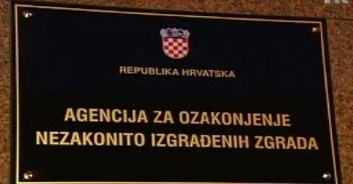 REPUBLIKA HRVATSKA
AGENCIJA ZA OZAKONJENJE
NEZAKONITO IZGRAĐENIH ZGRADA